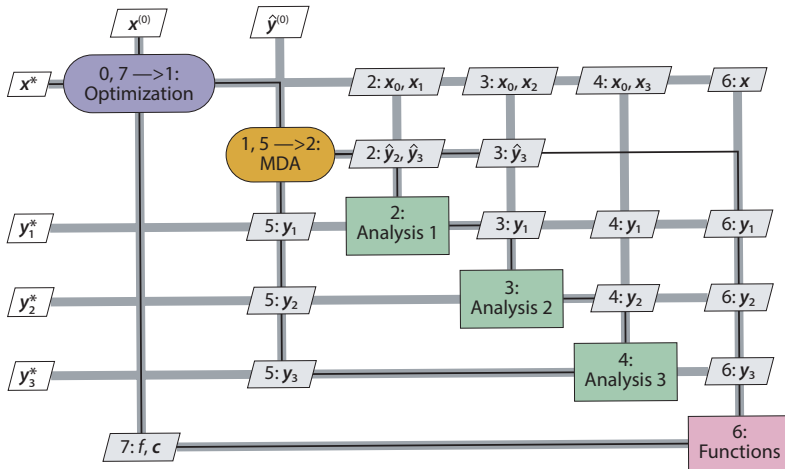 x⁽⁰⁾
ŷ⁽⁰⁾
x*
0, 7 —>1:
Optimization
2: x₀, x₁
3: x₀, x₂
4: x₀, x₃
6: x
1, 5 —>2:
MDA
2: ŷ₂, ŷ₃
3: ŷ₃
y₁*
5: y₁
2:
Analysis 1
3: y₁
4: y₁
6: y₁
y₂*
5: y₂
3:
Analysis 2
4: y₂
6: y₂
y₃*
5: y₃
4:
Analysis 3
6: y₃
7: f, c
6:
Functions